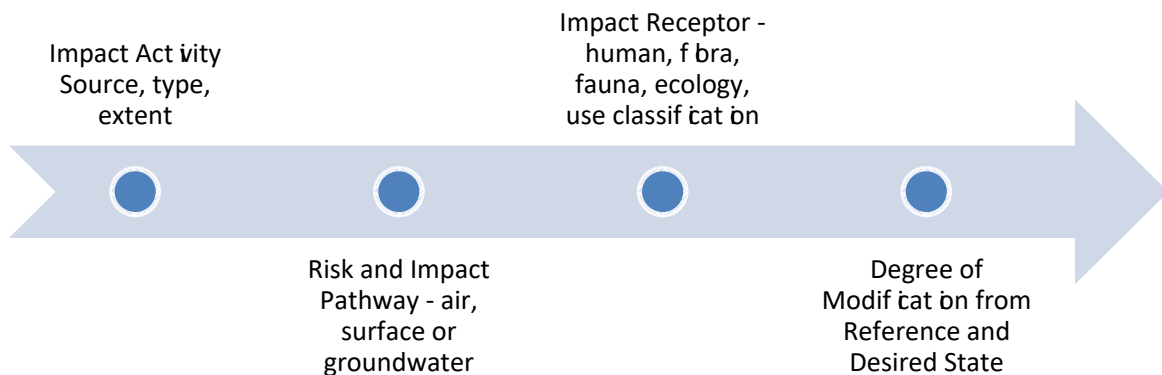 Impact Activity
Source, type,
extent
Risk and Impact
Pathway - air,
surface or
groundwater
Impact Receptor -
human, flora,
fauna, ecology,
use classification
Degree of
Modification from
Reference and
Desired State